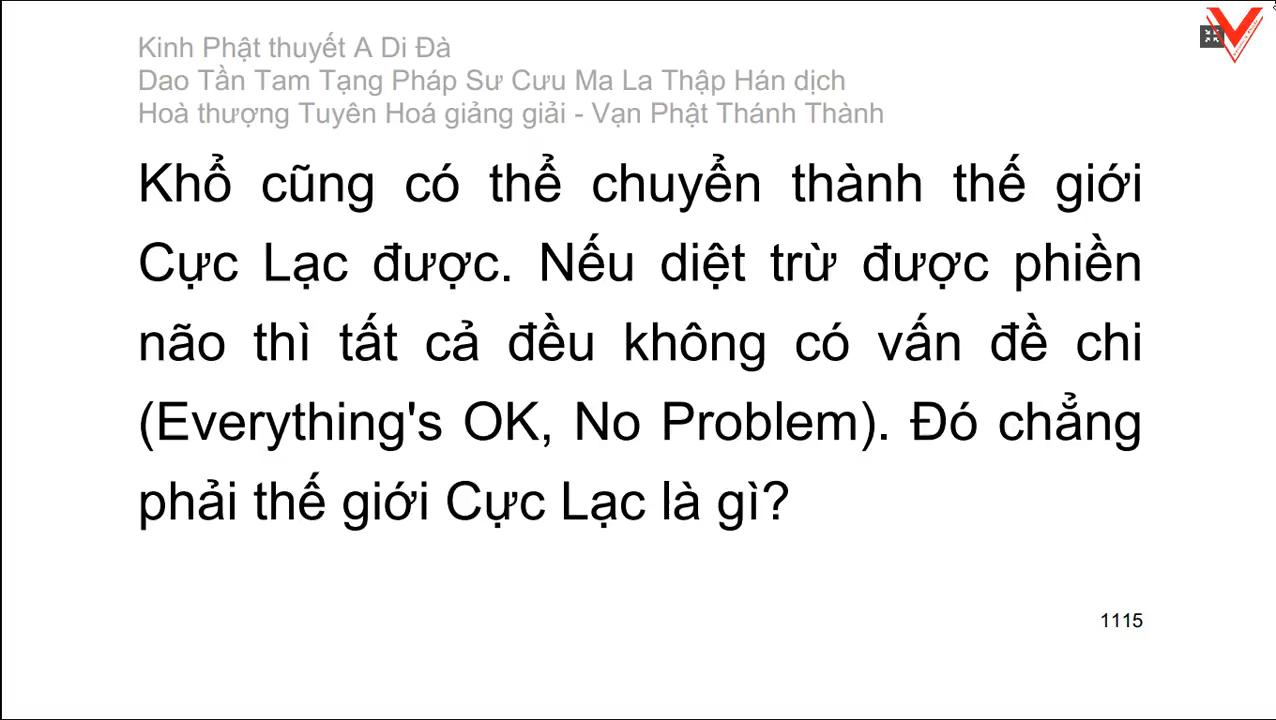 Kinh Phật thuyết A Di Đà
Dao Tần Tam Tạng Pháp Sư Cưu Ma La Thập Hán dịch
Hoà thượng Tuyên Hoá giảng giải - Vạn Phật Thánh Thành
Khổ cũng có thể chuyển thành thế giới
Cực Lạc được. Nếu diệt trừ được phiền
não thì tất cả đều không có vấn đề chi
(Everything's OK, No Problem). Đó chẳng
phải thế giới Cực Lạc là gì?
1115